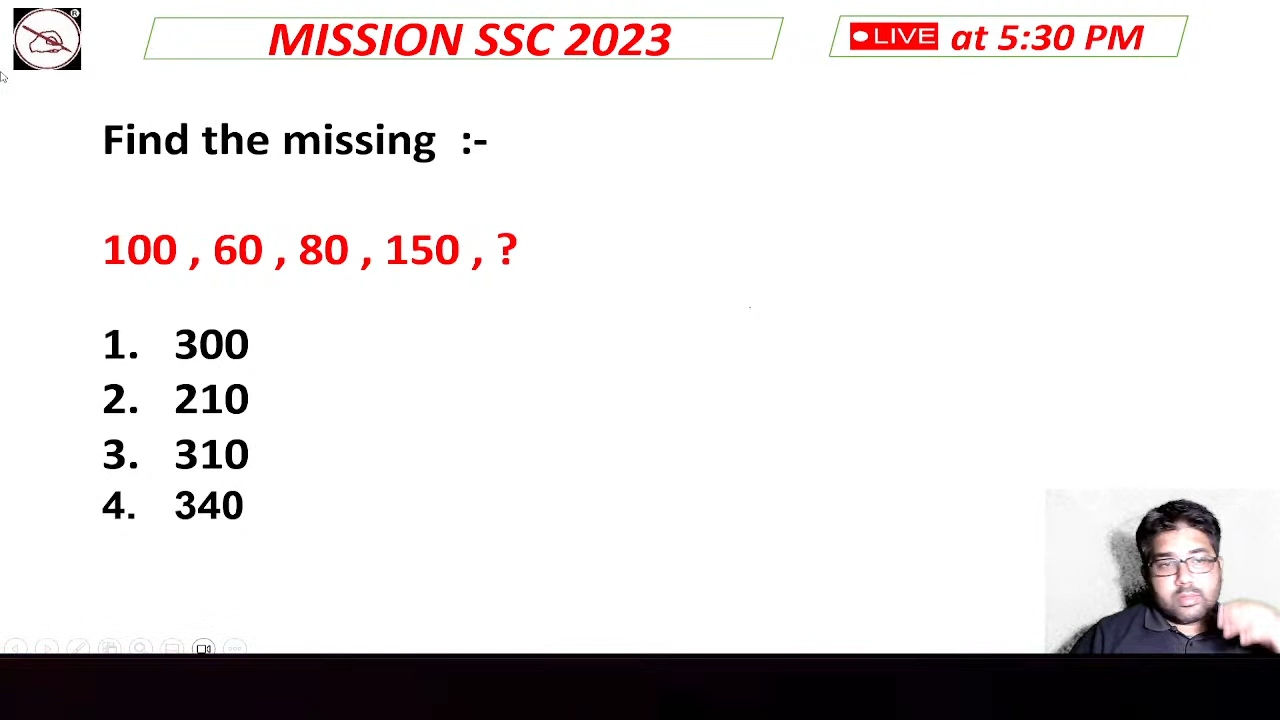 MISSION SSC 2023
LIVE at 5:30 PM
Find the missing :-
100 , 60 , 80 , 150 , ?
1. 300
2. 210
3. 310
4. 340